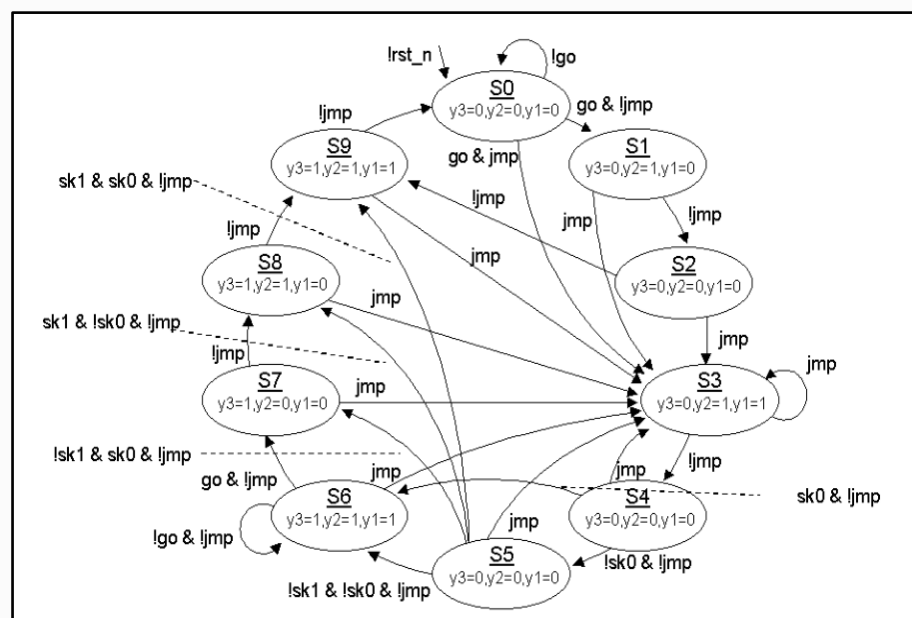 !rst_n
!go
S0
y3=0,y2=0,y1=0
go & !jmp
!jmp
S9
y3=1,y2=1,y1=1
go & jmp
S1
y3=0,y2=1,y1=0
sk1 & sk0 & !jmp
!jmp
jmp
!jmp
!jmp
jmp
S8
y3=1,y2=1,y1=0
S2
y3=0,y2=0,y1=0
jmp
sk1 & !sk0 & !jmp
!jmp
jmp
S7
y3=1,y2=0,y1=0
jmp
S3
y3=0,y2=1,y1=1
jmp
!sk1 & sk0 & !jmp
!jmp
go & !jmp
jmp
jmp
S6
y3=1,y2=1,y1=1
S4
y3=0,y2=0,y1=0
sk0 & !jmp
!go & !jmp
jmp
S5
y3=0,y2=0,y1=0
!sk0 & !jmp
!sk1 & !sk0 & !jmp